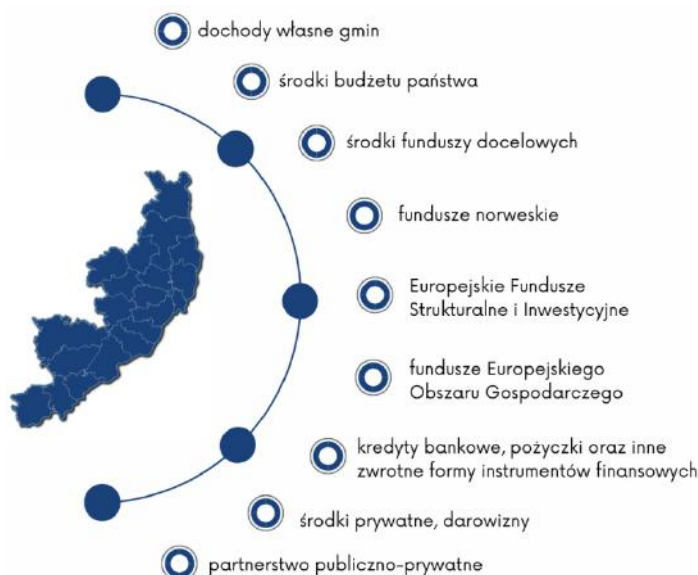 dochody własne gmin
środki budżetu państwa
środki funduszy docelowych
fundusze norweskie
Europejskie Fundusze
Strukturalne i Inwestycyjne
fundusze Europejskiego
Obszaru Gospodarczego
kredyty bankowe, pożyczki oraz inne
zwrotne formy instrumentów finansowych
środki prywatne, darowizny
partnerstwo publiczno-prywatne